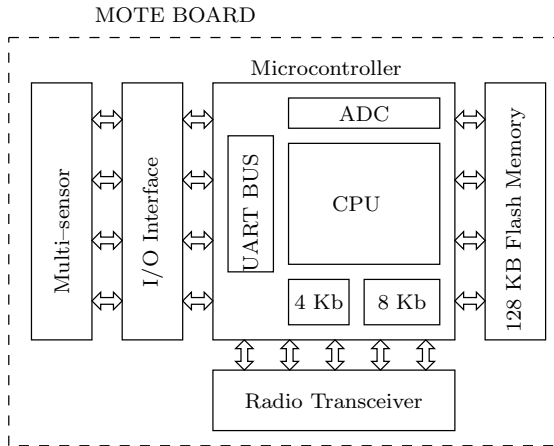 MOTE BOARD
Microcontroller
Multi–sensor
I/O Interface
UART BUS
ADC
CPU
4 Kb
8 Kb
128 KB Flash Memory
Radio Transceiver